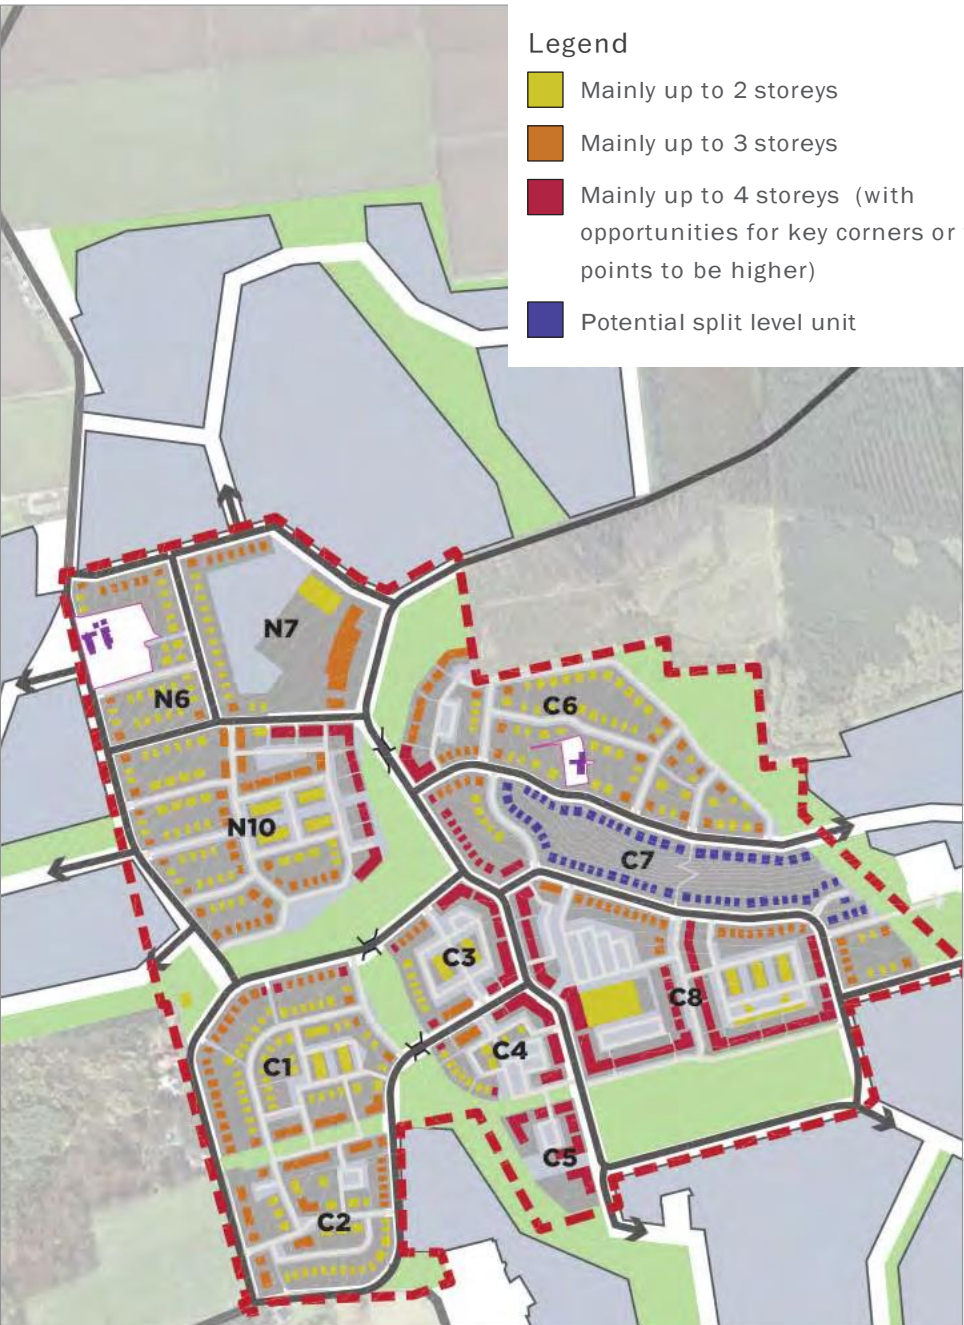 Legend
Mainly up to 2 storeys
Mainly up to 3 storeys
Mainly up to 4 storeys (with
opportunities for key corners or
points to be higher)
Potential split level unit
N7
N6
C6
N10
C7
C3
C8
C4
C1
C5
C2